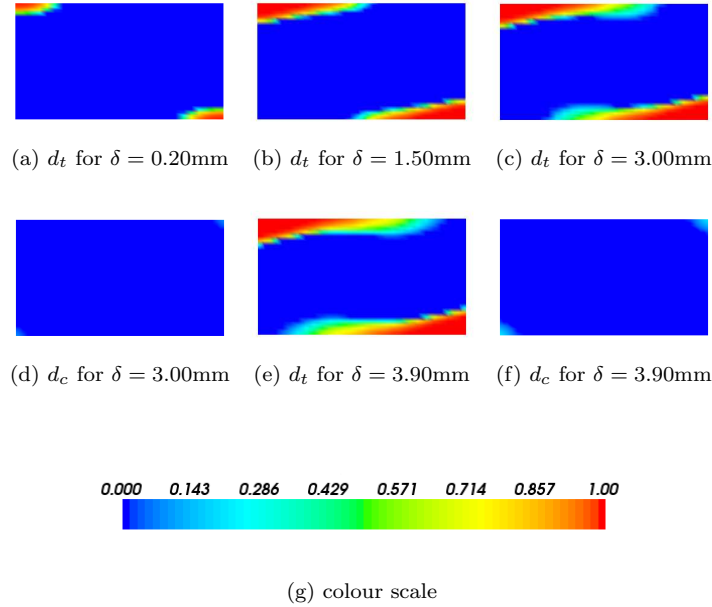 (a) $d_t$ for $\delta = 0.20$mm (b) $d_t$ for $\delta = 1.50$mm (c) $d_t$ for $\delta = 3.00$mm
(d) $d_c$ for $\delta = 3.00$mm (e) $d_t$ for $\delta = 3.90$mm (f) $d_c$ for $\delta = 3.90$mm
0.000 0.143 0.286 0.429 0.571 0.714 0.857 1.00
(g) colour scale